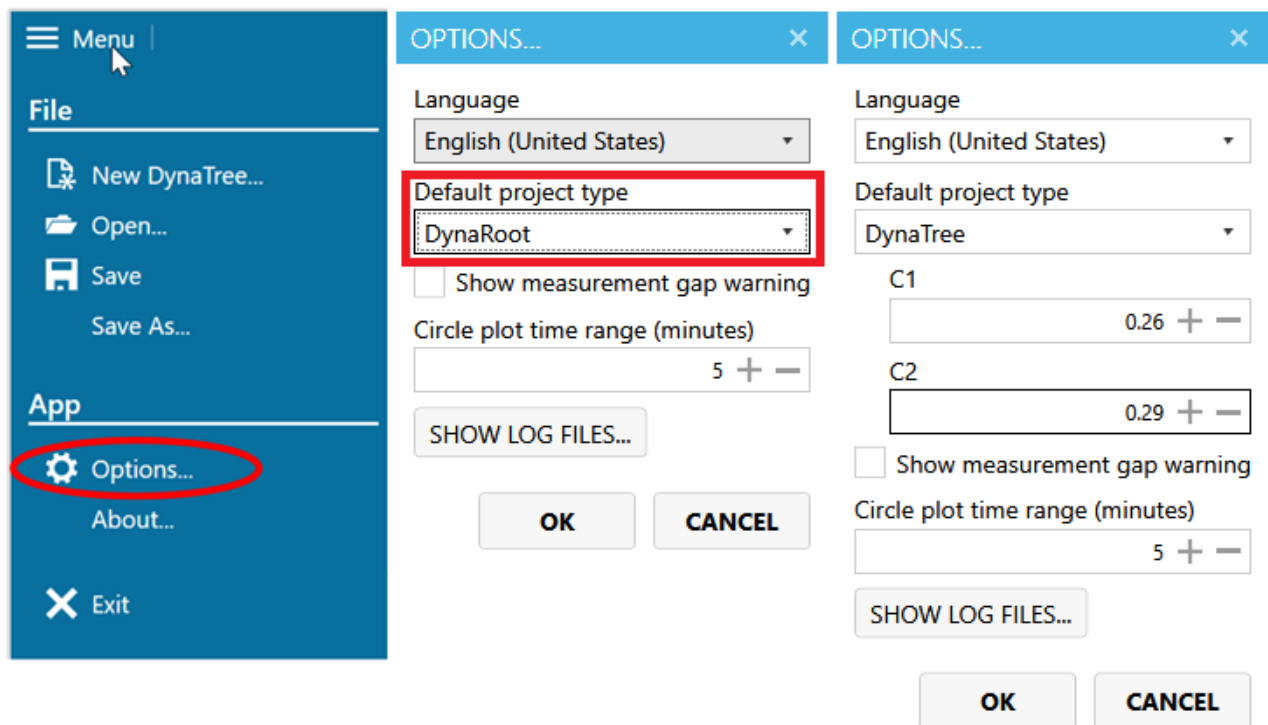 Menu
File
New DynaTree...
Open...
Save
Save As...
App
Options...
About...
Exit
OPTIONS...
Language
English (United States)
Default project type
DynaRoot
Show measurement gap warning
Circle plot time range (minutes)
5
SHOW LOG FILES...
OK CANCEL
OPTIONS...
Language
English (United States)
Default project type
DynaTree
C1
0.26
C2
0.29
Show measurement gap warning
Circle plot time range (minutes)
5
SHOW LOG FILES...
OK CANCEL